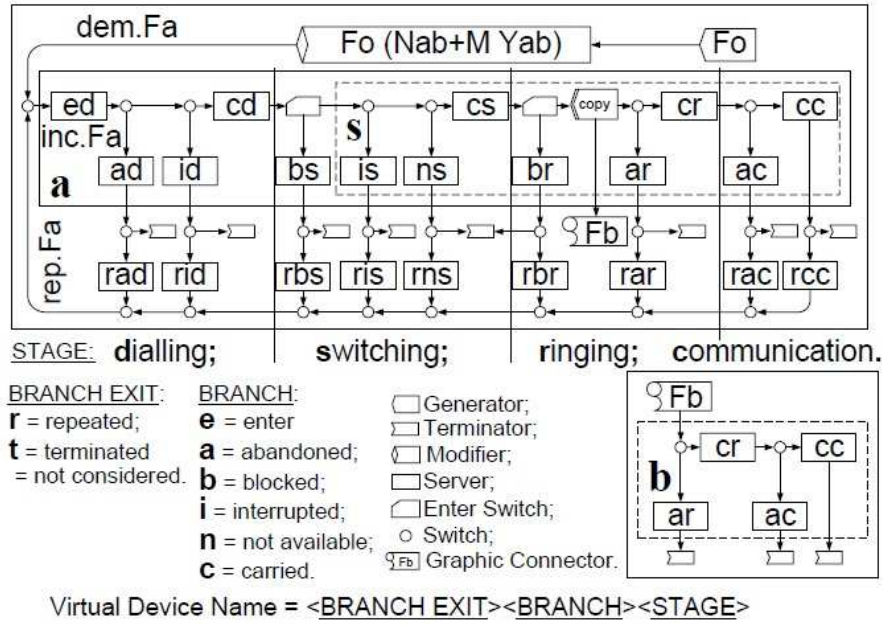 dem.Fa
Fo (Nab+M Yab)
Fo
ed
cd
s
cs
copy
cr
cc
inc.Fa
a
ad
id
bs
is
ns
br
ar
ac
Fb
rep.Fa
rad
rid
rbs
ris
rns
rbr
rar
rac
rcc
STAGE: dialling; switching; ringing; communication.
BRANCH EXIT:
r = repeated;
t = terminated
= not considered.
BRANCH:
e = enter
a = abandoned;
b = blocked;
i = interrupted;
n = not available;
c = carried.
Generator;
Terminator;
Modifier;
Server;
Enter Switch;
Switch;
Fb Graphic Connector.
Fb
cr
cc
b
ar
ac
Virtual Device Name = <BRANCH EXIT><BRANCH><STAGE>